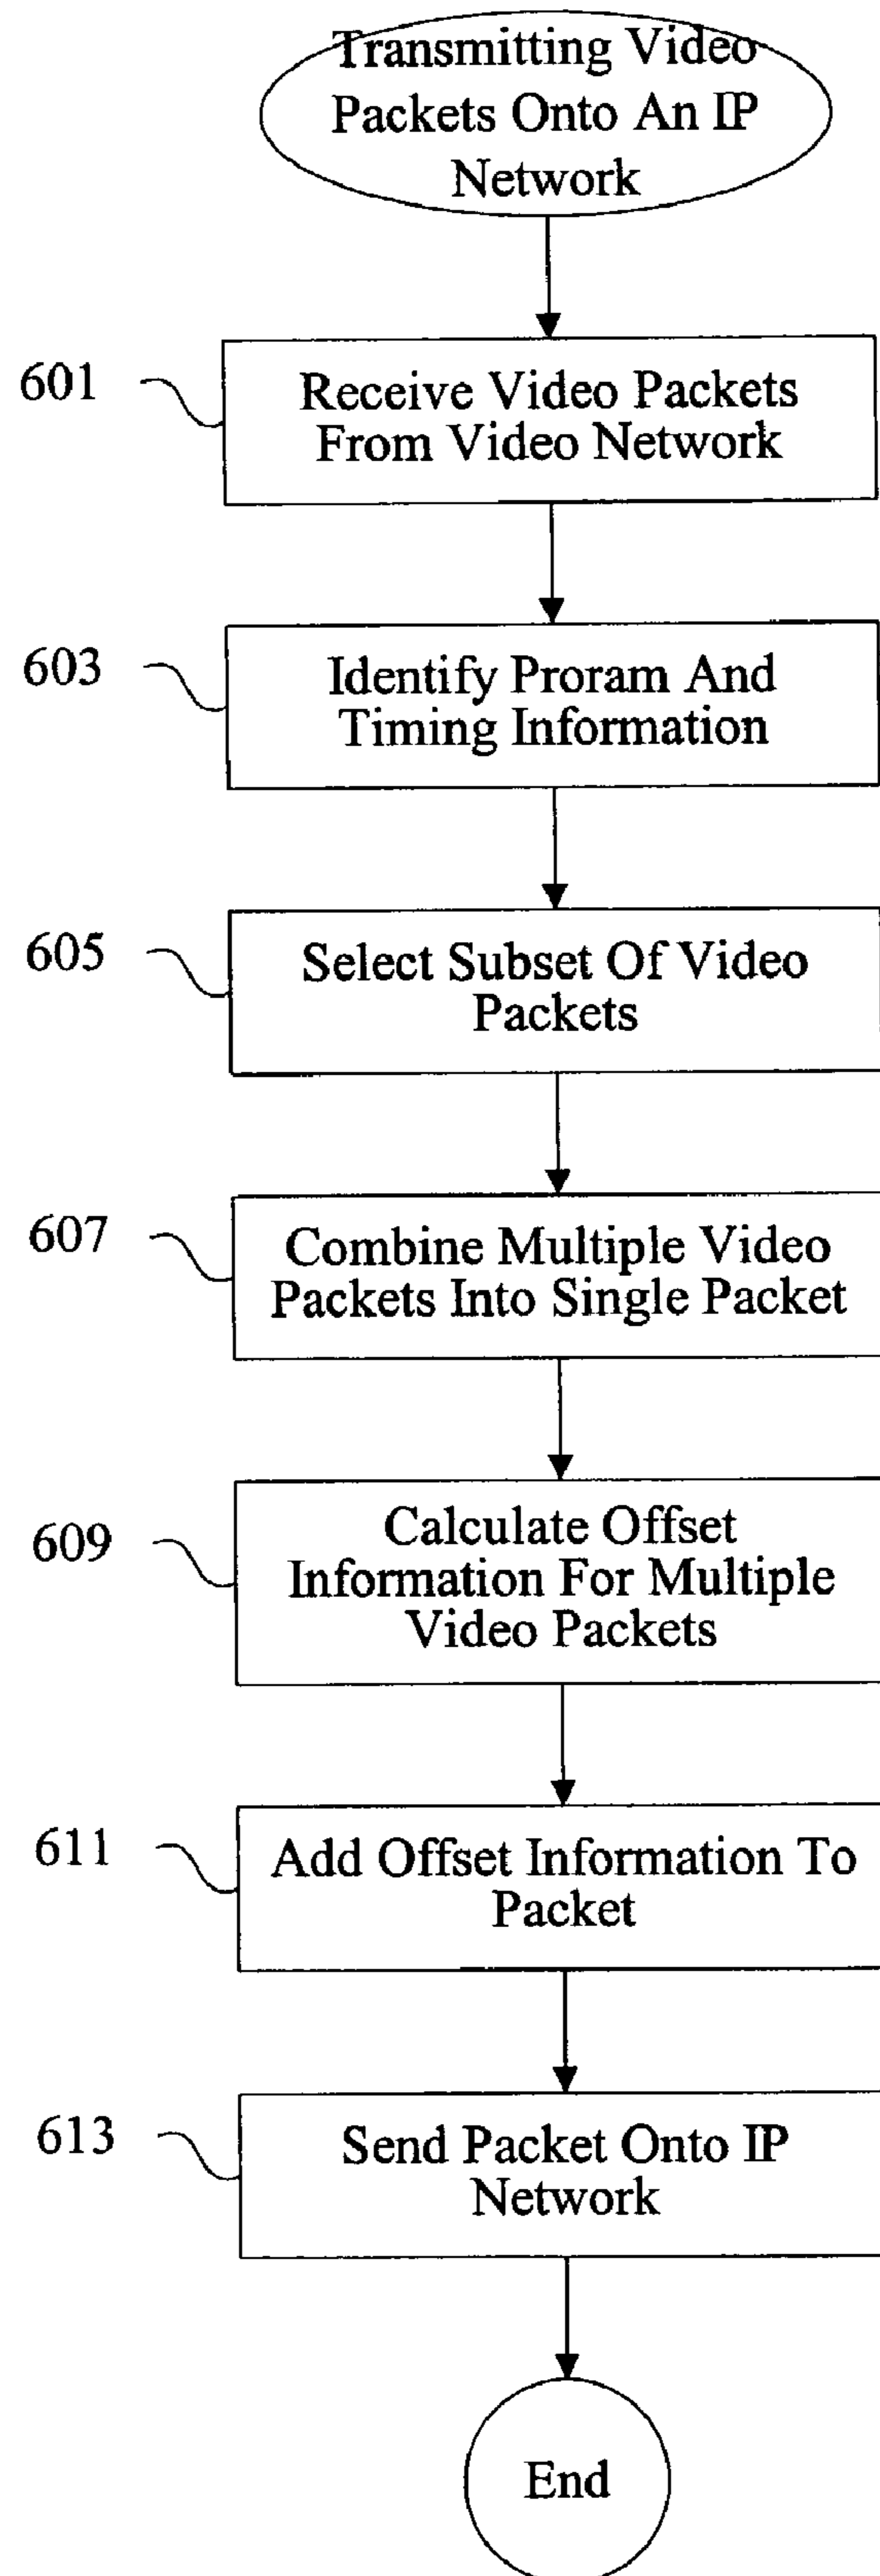 Transmitting Video
Packets Onto An IP
Network
601
Receive Video Packets
From Video Network
603
Identify Proram And
Timing Information
605
Select Subset Of Video
Packets
607
Combine Multiple Video
Packets Into Single Packet
609
Calculate Offset
Information For Multiple
Video Packets
611
Add Offset Information To
Packet
613
Send Packet Onto IP
Network
End